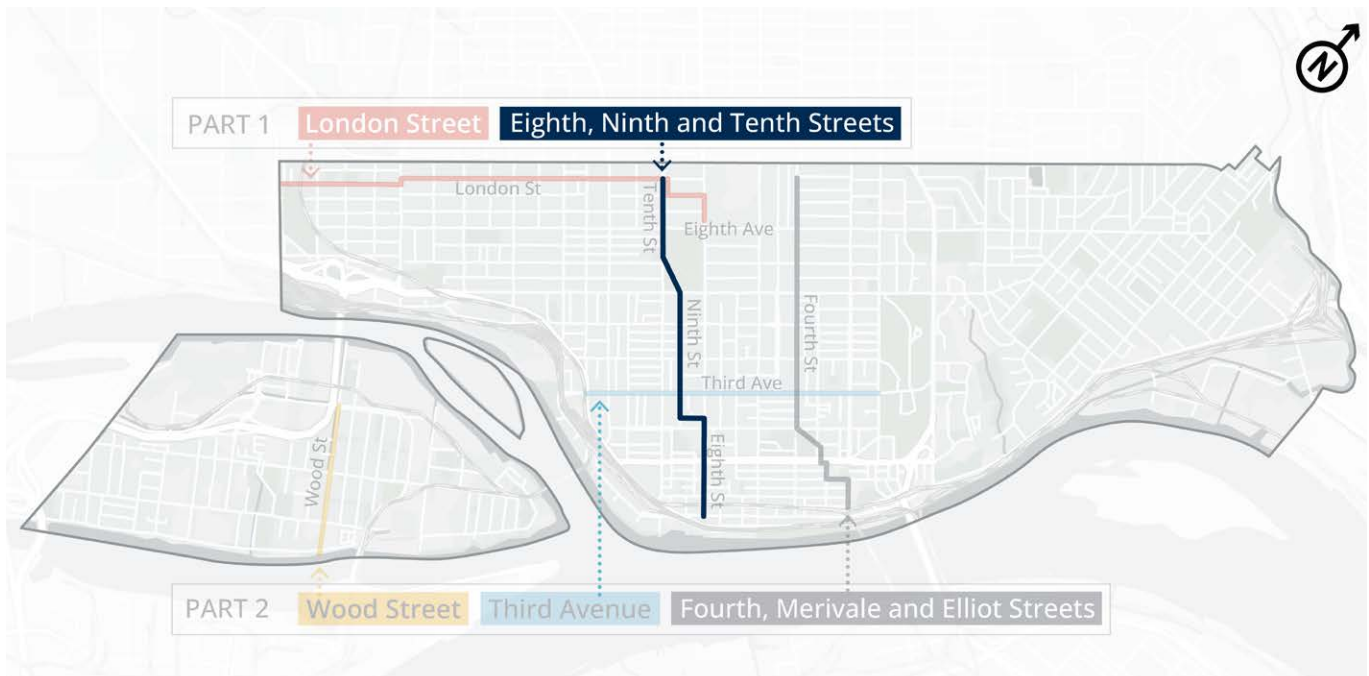 N
PART 1 London Street Eighth, Ninth and Tenth Streets
London St
Tenth St
Eighth Ave
Ninth St
Fourth St
Third Ave
Wood St
Eighth St
PART 2 Wood Street Third Avenue Fourth, Merivale and Elliot Streets